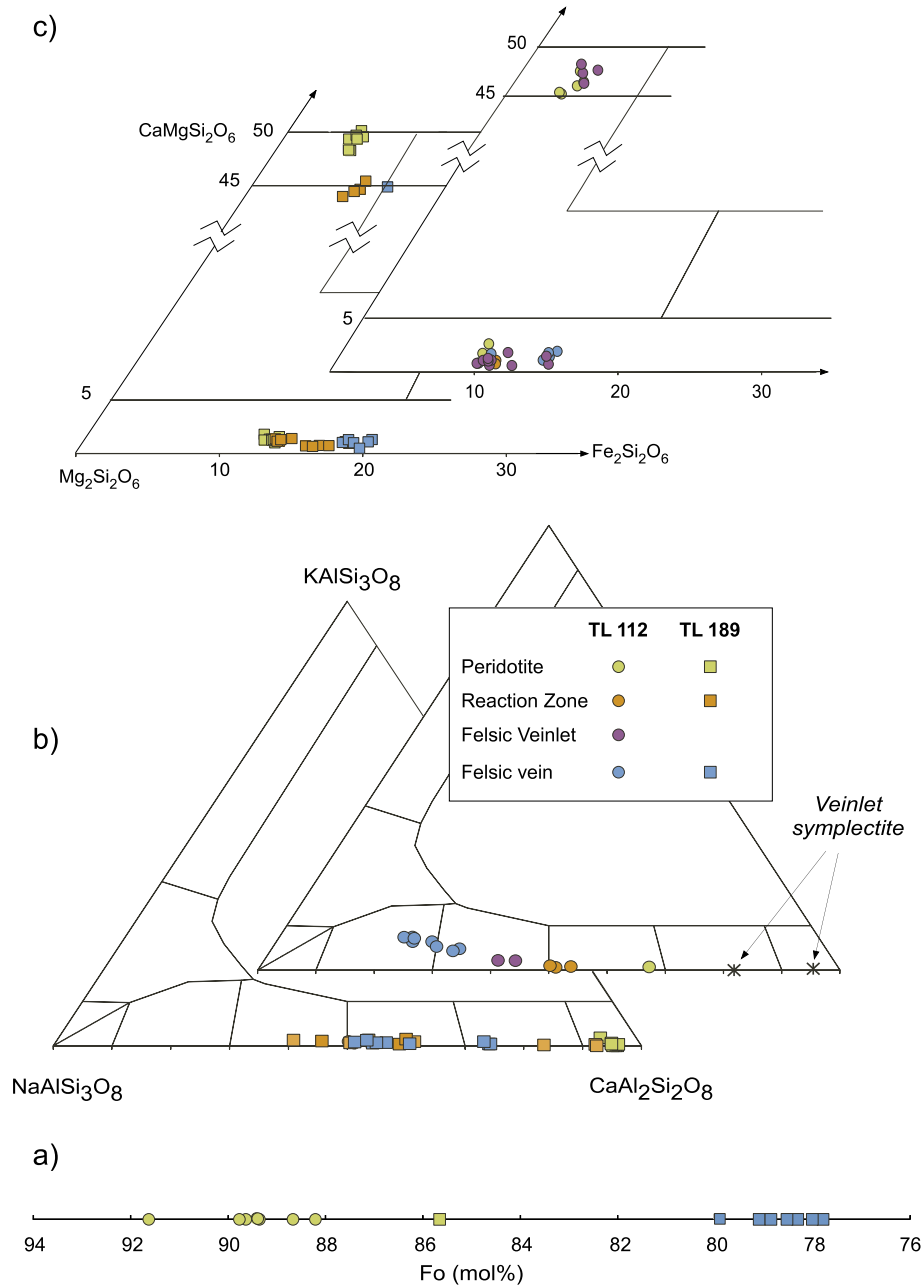 c)
50
45
CaMgSi2O6
50
45
5
5
10
20
30
10
20
30
Mg2Si2O6
Fe2Si2O6
KAlSi3O8
TL 112 TL 189
Peridotite
Reaction Zone
Felsic Veinlet
Felsic vein
b)
Veinlet
symplectite
NaAlSi3O8
CaAl2Si2O8
a)
94 92 90 88 86 84 82 80 78 76
Fo (mol%)